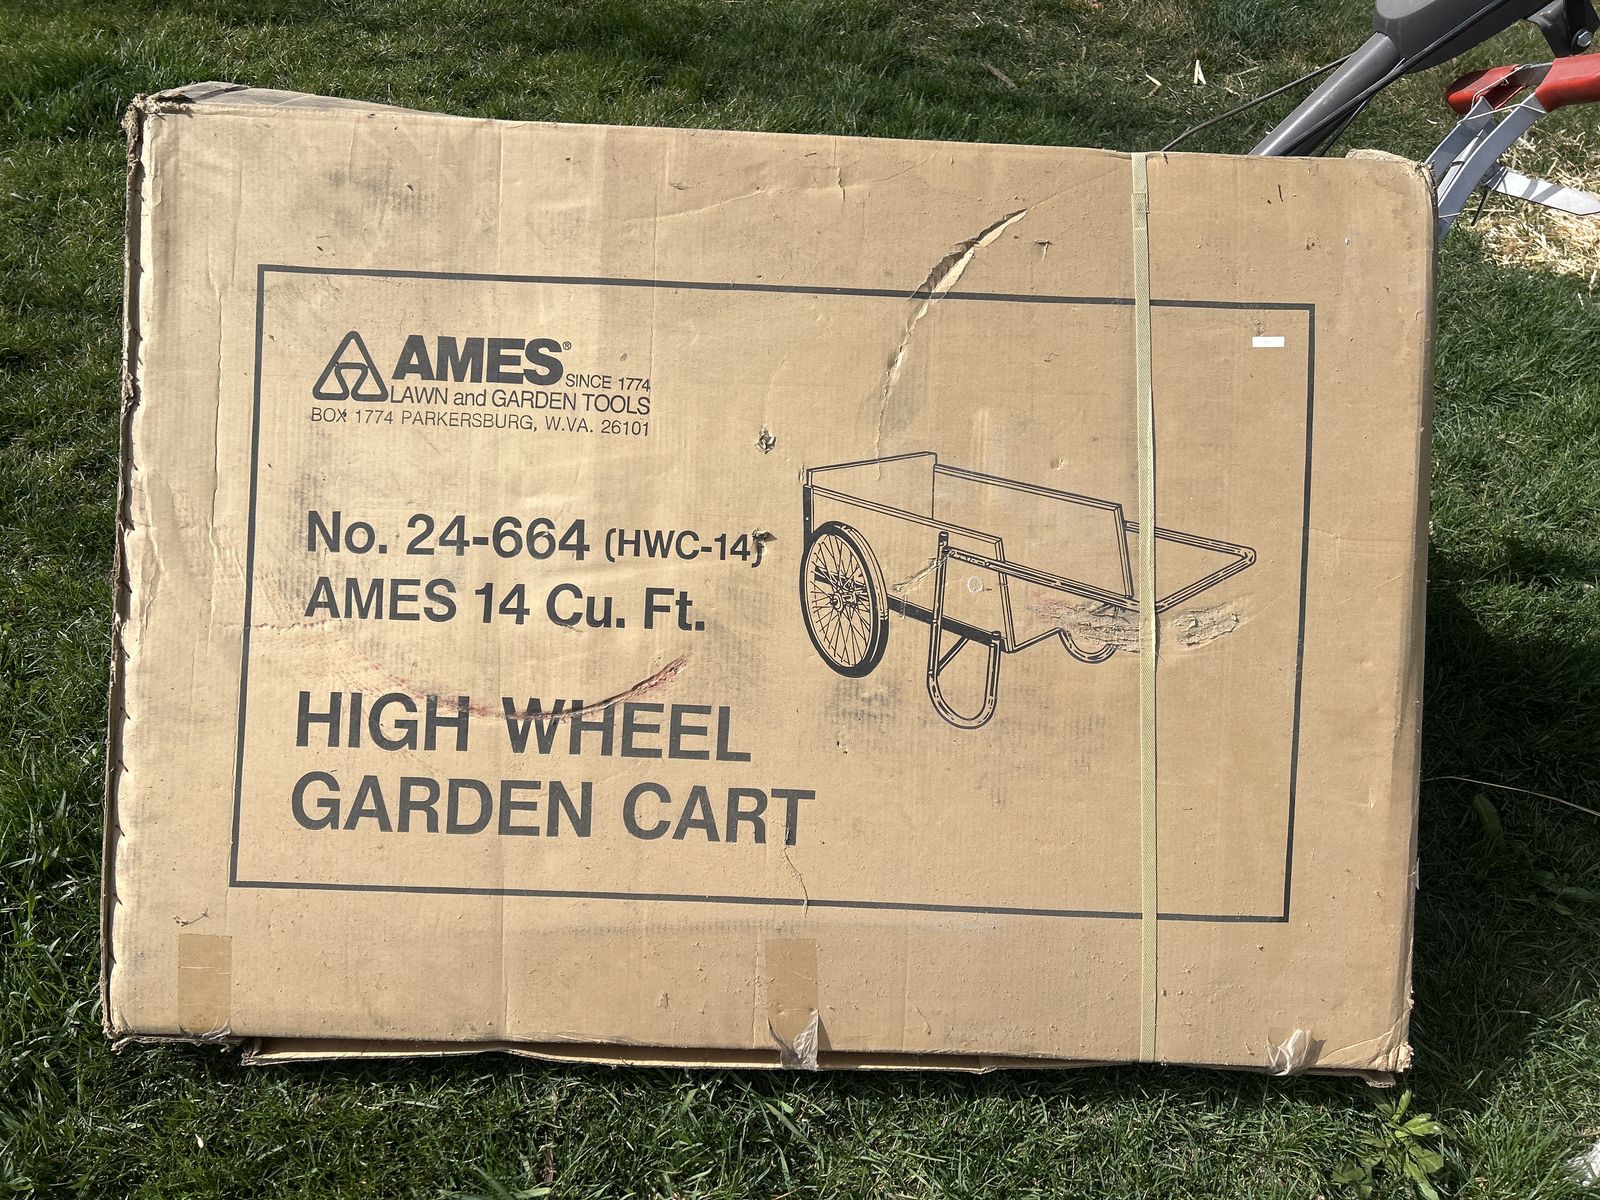 AMES® SINCE 1774
LAWN and GARDEN TOOLS
BOX 1774 PARKERSBURG, W.VA. 26101
No. 24-664 (HWC-14)
AMES 14 Cu. Ft.
HIGH WHEEL
GARDEN CART